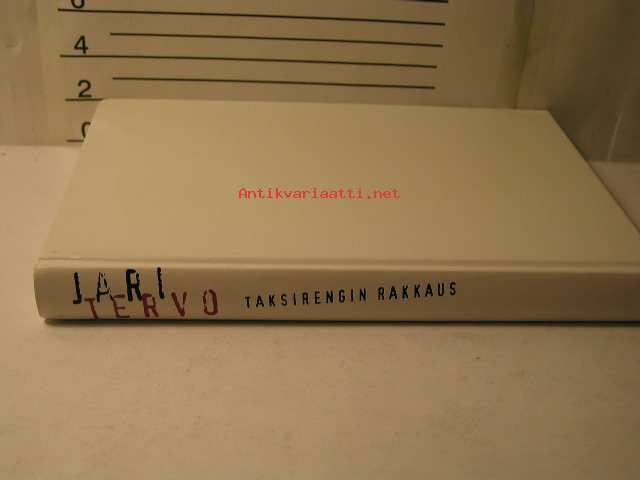 6
4
2
0
Antikvariaatti.net
JARI
TERVO
TAKSIRENGIN RAKKAUS